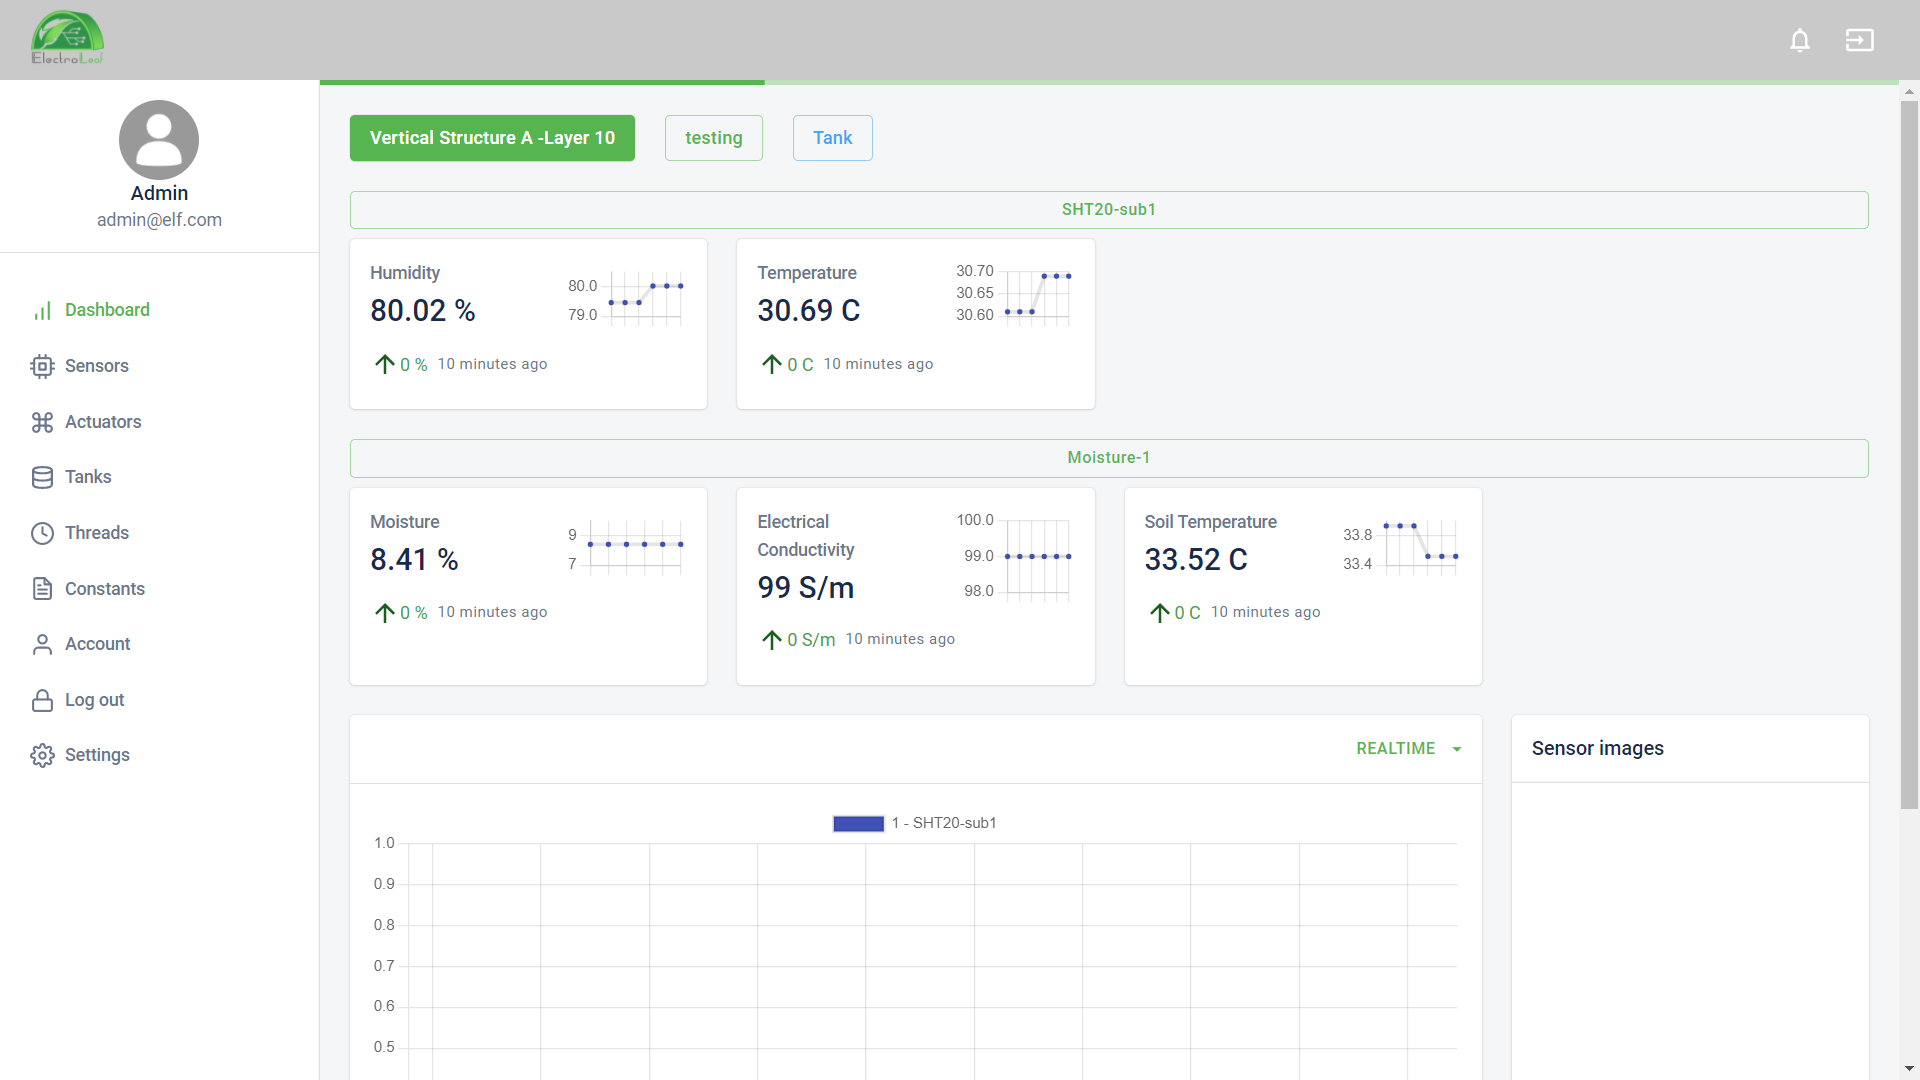 ElectroLeaf
Admin
admin@elf.com
Dashboard
Sensors
Actuators
Tanks
Threads
Constants
Account
Log out
Settings
Vertical Structure A -Layer 10
testing
Tank
SHT20-sub1
Humidity
80.02 %
80.0
79.0
0 % 10 minutes ago
Temperature
30.69 C
30.70
30.65
30.60
0 C 10 minutes ago
Moisture-1
Moisture
8.41 %
9
7
0 % 10 minutes ago
Electrical
Conductivity
99 S/m
100.0
99.0
98.0
0 S/m 10 minutes ago
Soil Temperature
33.52 C
33.8
33.4
0 C 10 minutes ago
REALTIME
1 - SHT20-sub1
1.0
0.9
0.8
0.7
0.6
0.5
Sensor images